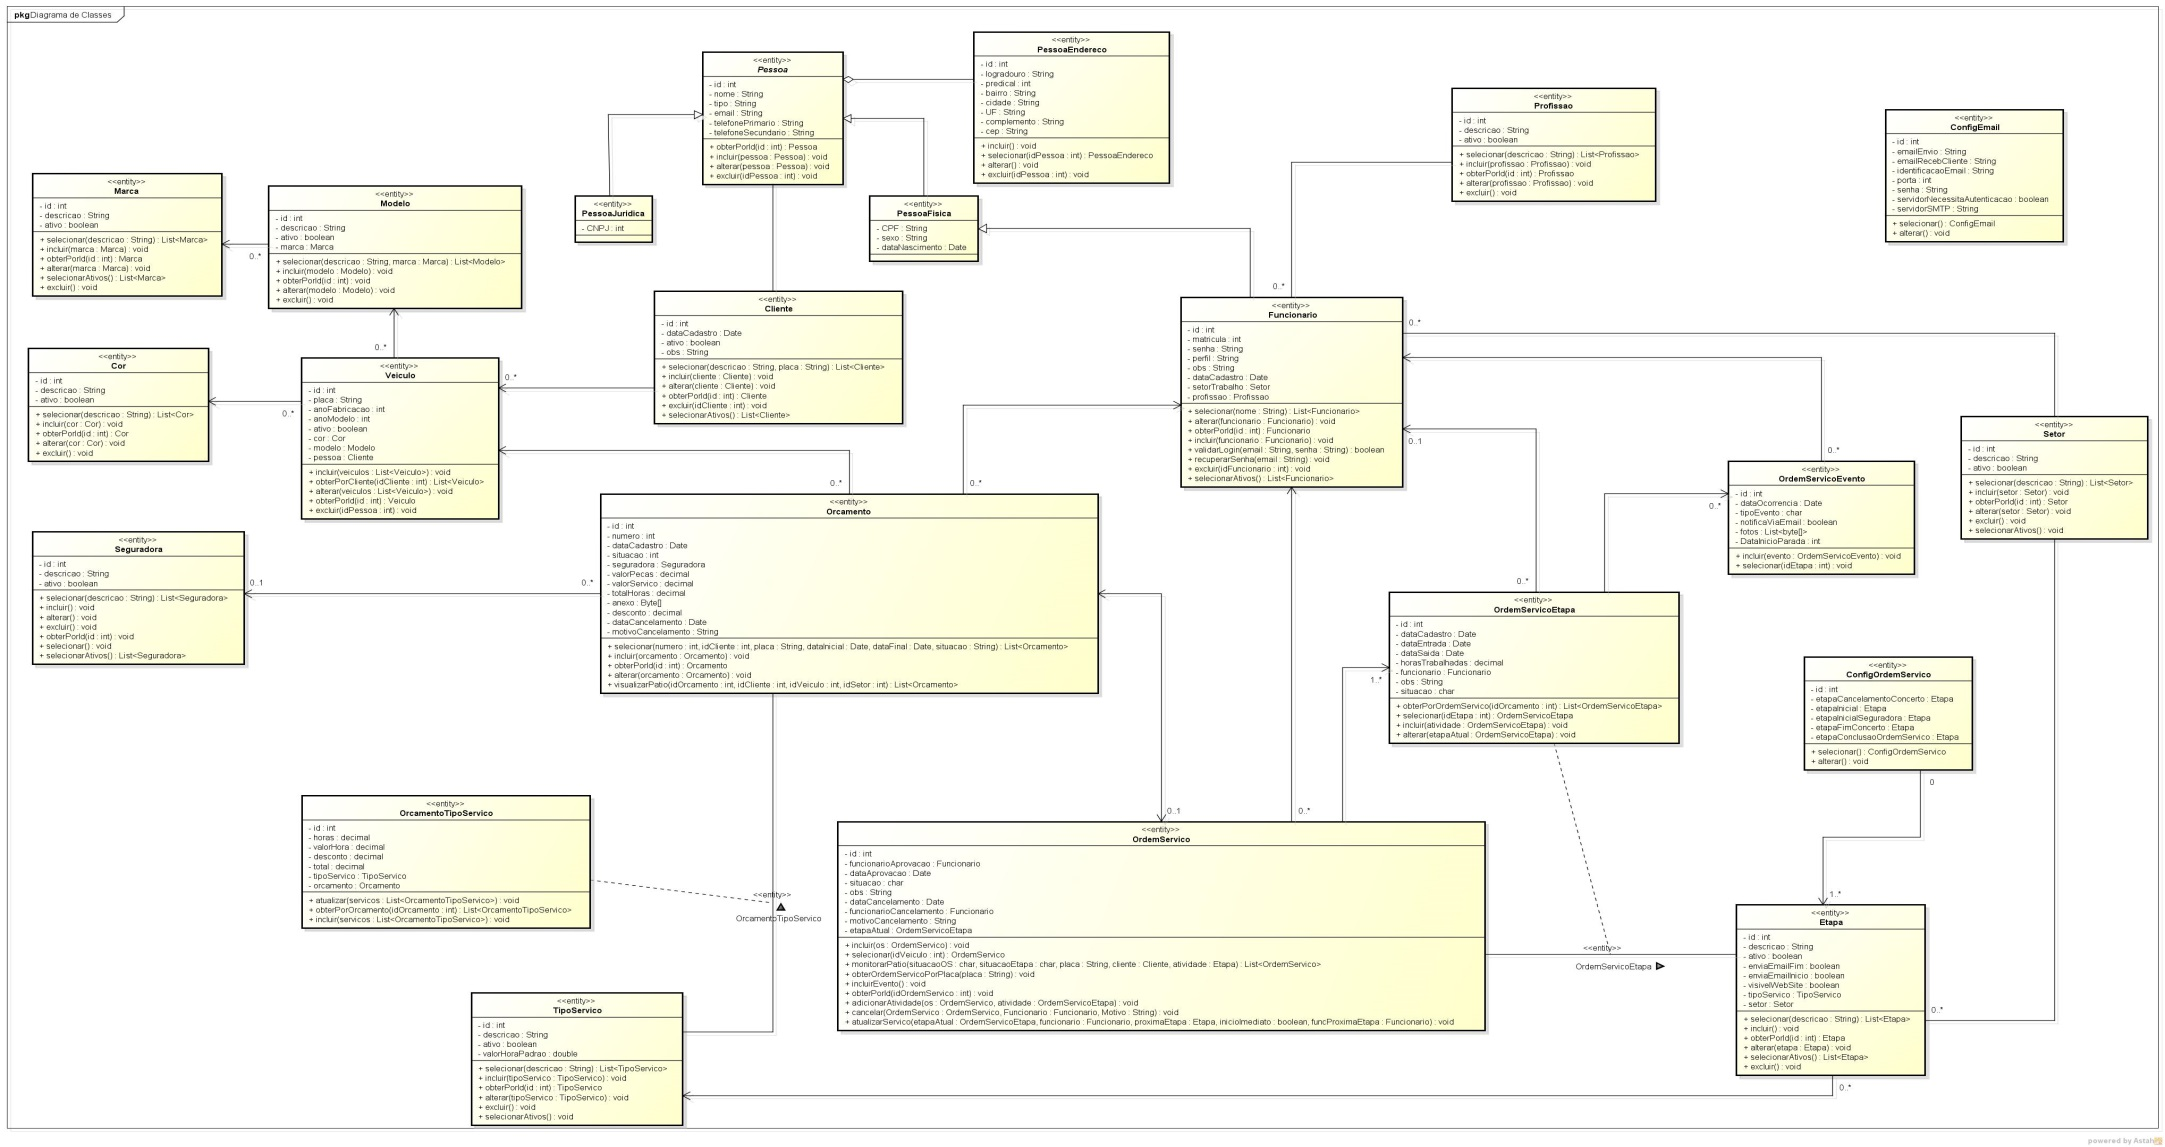 pkg Diagrama de Classes
<<entity>>
Pessoa
- id : int
- nome : String
- tipo : String
- email : String
- telefonePrimario : String
- telefoneSecundario : String
+ obterPorId(id : int) : Pessoa
+ incluir(pessoa : Pessoa) : void
+ alterar(pessoa : Pessoa) : void
+ excluir(idPessoa : int) : void
<<entity>>
PessoaEndereco
- id : int
- logradouro : String
- predical : int
- bairro : String
- cidade : String
- UF : String
- complemento : String
- cep : String
+ incluir() : void
+ selecionar(idPessoa : int) : PessoaEndereco
+ alterar() : void
+ excluir(idPessoa : int) : void
<<entity>>
Profissao
- id : int
- descricao : String
- ativo : boolean
+ selecionar(descricao : String) : List<Profissao>
+ incluir(profissao : Profissao) : void
+ obterPorId(id : int) : Profissao
+ alterar(profissao : Profissao) : void
+ excluir() : void
<<entity>>
ConfigEmail
- id : int
- emailEnvio : String
- emailRecebCliente : String
- identificacaoEmail : String
- porta : int
- senha : String
- servidorNecessitaAutenticacao : boolean
- servidorSMTP : String
+ selecionar() : ConfigEmail
+ alterar() : void
<<entity>>
Marca
- id : int
- descricao : String
- ativo : boolean
+ selecionar(descricao : String) : List<Marca>
+ incluir(marca : Marca) : void
+ obterPorId(id : int) : Marca
+ alterar(marca : Marca) : void
+ selecionarAtivos() : List<Marca>
+ excluir() : void
0..*
<<entity>>
Modelo
- id : int
- descricao : String
- ativo : boolean
- marca : Marca
+ selecionar(descricao : String, marca : Marca) : List<Modelo>
+ incluir(modelo : Modelo) : void
+ obterPorId(id : int) : void
+ alterar(modelo : Modelo) : void
+ excluir() : void
0..*
<<entity>>
PessoaJuridica
- CNPJ : int
<<entity>>
PessoaFisica
- CPF : String
- sexo : String
- dataNascimento : Date
<<entity>>
Cliente
- id : int
- dataCadastro : Date
- ativo : boolean
- obs : String
+ selecionar(descricao : String, placa : String) : List<Cliente>
+ incluir(cliente : Cliente) : void
+ alterar(cliente : Cliente) : void
+ obterPorId(id : int) : Cliente
+ excluir(idCliente : int) : void
+ selecionarAtivos() : List<Cliente>
0..*
<<entity>>
Funcionario
- id : int
- matricula : int
- senha : String
- perfil : String
- obs : String
- dataCadastro : Date
- setorTrabalho : Setor
- profissao : Profissao
+ selecionar(nome : String) : List<Funcionario>
+ alterar(funcionario : Funcionario) : void
+ obterPorId(id : int) : Funcionario
+ incluir(funcionario : Funcionario) : void
+ validarLogin(email : String, senha : String) : boolean
+ recuperarSenha(email : String) : void
+ excluir(idFuncionario : int) : void
+ selecionarAtivos() : List<Funcionario>
0..*
0..1
<<entity>>
Cor
- id : int
- descricao : String
- ativo : boolean
+ selecionar(descricao : String) : List<Cor>
+ incluir(cor : Cor) : void
+ obterPorId(id : int) : Cor
+ alterar(cor : Cor) : void
+ excluir() : void
0..*
<<entity>>
Veiculo
- id : int
- placa : String
- anoFabricacao : int
- anoModelo : int
- ativo : boolean
- cor : Cor
- modelo : Modelo
- pessoa : Cliente
+ incluir(veiculos : List<Veiculo>) : void
+ obterPorCliente(idCliente : int) : List<Veiculo>
+ alterar(veiculos : List<Veiculo>) : void
+ obterPorId(id : int) : Veiculo
+ excluir(idPessoa : int) : void
0..*
0..*
0..*
<<entity>>
Setor
- id : int
- descricao : String
- ativo : boolean
+ selecionar(descricao : String) : List<Setor>
+ incluir(setor : Setor) : void
+ obterPorId(id : int) : Setor
+ alterar(setor : Setor) : void
+ excluir() : void
+ selecionarAtivos() : void
0..*
<<entity>>
OrdemServicoEvento
- id : int
- dataOcorrencia : Date
- tipoEvento : char
- notificaViaEmail : boolean
- fotos : List<byte[]>
- DataInicioParada : int
+ incluir(evento : OrdemServicoEvento) : void
+ selecionar(idEtapa : int) : void
0..*
<<entity>>
Orcamento
- id : int
- numero : int
- dataCadastro : Date
- situacao : int
- seguradora : Seguradora
- valorPecas : decimal
- valorServico : decimal
- totalHoras : decimal
- anexo : Byte[]
- desconto : decimal
- dataCancelamento : Date
- motivoCancelamento : String
+ selecionar(numero : int, idCliente : int, placa : String, dataInicial : Date, dataFinal : Date, situacao : String) : List<Orcamento>
+ incluir(orcamento : Orcamento) : void
+ obterPorId(id : int) : Orcamento
+ alterar(orcamento : Orcamento) : void
+ visualizarPatio(idOrcamento : int, idCliente : int, idVeiculo : int, idSetor : int) : List<Orcamento>
<<entity>>
Seguradora
- id : int
- descricao : String
- ativo : boolean
+ selecionar(descricao : String) : List<Seguradora>
+ incluir() : void
+ alterar() : void
+ excluir() : void
+ obterPorId(id : int) : void
+ selecionar() : void
+ selecionarAtivos() : List<Seguradora>
0..1
0..*
0..*
<<entity>>
OrdemServicoEtapa
- id : int
- dataCadastro : Date
- dataEntrada : Date
- dataSaida : Date
- horasTrabalhadas : decimal
- funcionario : Funcionario
- obs : String
- situacao : char
+ obterPorOrdemServico(idOrcamento : int) : List<OrdemServicoEtapa>
+ selecionar(idEtapa : int) : OrdemServicoEtapa
+ incluir(atividade : OrdemServicoEtapa) : void
+ alterar(etapaAtual : OrdemServicoEtapa) : void
1..*
<<entity>>
ConfigOrdemServico
- id : int
- etapaCancelamentoConcerto : Etapa
- etapaInicial : Etapa
- etapaInicialSeguradora : Etapa
- etapaFimConcerto : Etapa
- etapaConclusaoOrdemServico : Etapa
+ selecionar() : ConfigOrdemServico
+ alterar() : void
0
<<entity>>
OrcamentoTipoServico
- id : int
- horas : decimal
- valorHora : decimal
- desconto : decimal
- total : decimal
- tipoServico : TipoServico
- orcamento : Orcamento
+ atualizar(servicos : List<OrcamentoTipoServico>) : void
+ obterPorOrcamento(idOrcamento : int) : List<OrcamentoTipoServico>
+ incluir(servicos : List<OrcamentoTipoServico>) : void
<<entity>>
OrcamentoTipoServico
0..1
0..*
<<entity>>
OrdemServico
- id : int
- funcionarioAprovacao : Funcionario
- dataAprovacao : Date
- situacao : char
- obs : String
- dataCancelamento : Date
- funcionarioCancelamento : Funcionario
- motivoCancelamento : String
- etapaAtual : OrdemServicoEtapa
+ incluir(os : OrdemServico) : void
+ selecionar(idVeiculo : int) : OrdemServico
+ monitorarPatio(situacaoOS : char, situacaoEtapa : char, placa : String, cliente : Cliente, atividade : Etapa) : List<OrdemServico>
+ obterOrdemServicoPorPlaca(placa : String) : void
+ incluirEvento() : void
+ obterPorId(idOrdemServico : int) : void
+ adicionarAtividade(os : OrdemServico, atividade : OrdemServicoEtapa) : void
+ cancelar(OrdemServico : OrdemServico, Funcionario : Funcionario, Motivo : String) : void
+ atualizarServico(etapaAtual : OrdemServicoEtapa, funcionario : Funcionario, proximaEtapa : Etapa, inicioImediato : boolean, funcProximaEtapa : Funcionario) : void
<<entity>>
OrdemServicoEtapa
1..*
<<entity>>
Etapa
- id : int
- descricao : String
- ativo : boolean
- enviaEmailFim : boolean
- enviaEmailInicio : boolean
- visivelWebSite : boolean
- tipoServico : TipoServico
- setor : Setor
+ selecionar(descricao : String) : List<Etapa>
+ incluir() : void
+ obterPorId(id : int) : Etapa
+ alterar(etapa : Etapa) : void
+ selecionarAtivos() : List<Etapa>
+ excluir() : void
0..*
0..*
<<entity>>
TipoServico
- id : int
- descricao : String
- ativo : boolean
- valorHoraPadrao : double
+ selecionar(descricao : String) : List<TipoServico>
+ incluir(tipoServico : TipoServico) : void
+ obterPorId(id : int) : TipoServico
+ alterar(tipoServico : TipoServico) : void
+ excluir() : void
+ selecionarAtivos() : void
powered by Astah